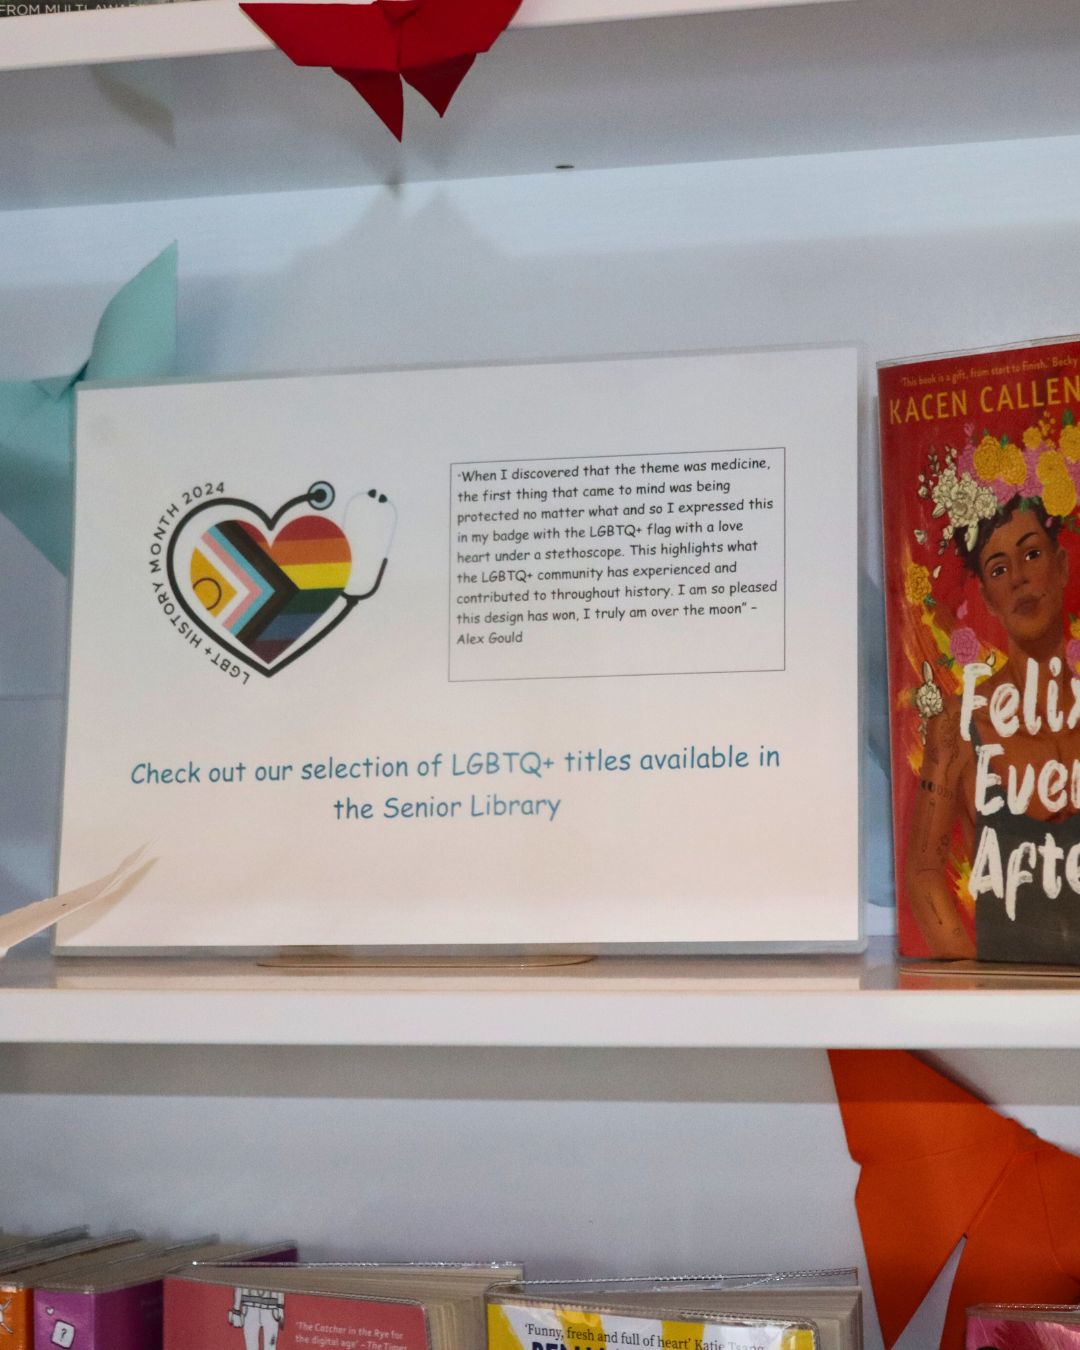 FROM MULTI-AWA
LGBT+ HISTORY MONTH 2024
"When I discovered that the theme was medicine,
the first thing that came to mind was being
protected no matter what and so I expressed this
in my badge with the LGBTQ+ flag with a love
heart under a stethoscope. This highlights what
the LGBTQ+ community has experienced and
contributed to throughout history. I am so pleased
this design has won, I truly am over the moon" –
Alex Gould
Check out our selection of LGBTQ+ titles available in
the Senior Library
'This book is a gift, from start to finish.' Becky
KACEN CALLEN
Felix
Ever
After
?
'The Catcher in the Rye for
the digital age' – The Times
'Funny, fresh and full of heart' Katie Tsang